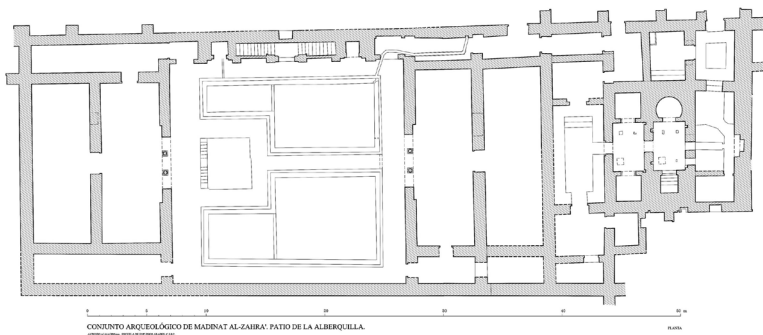 0 5 10 20 30 40 50 m
CONJUNTO ARQUEOLÓGICO DE MADINAT AL-ZAHRA'. PATIO DE LA ALBERQUILLA.
PLANTA